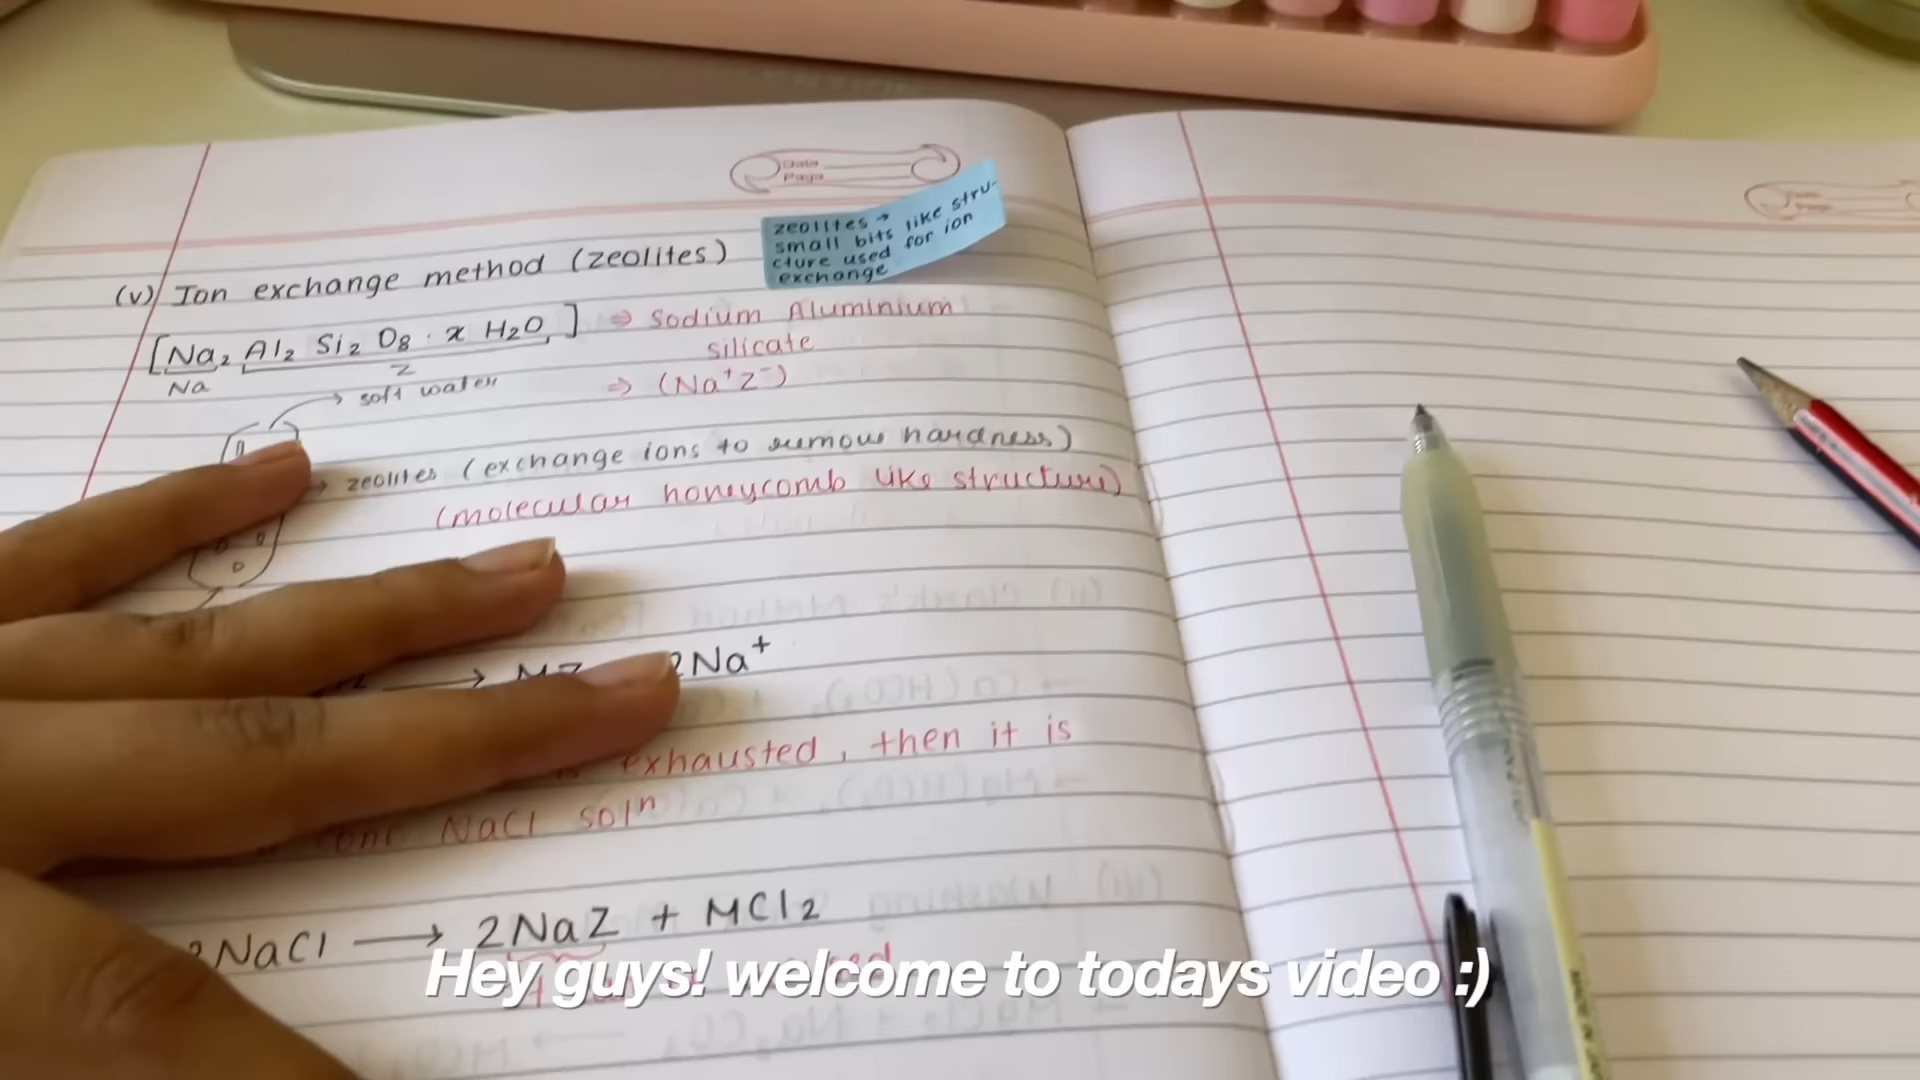 Date
Page
zeolites → like stru-
small bits
cture used for ion
exchange
(v) Ion exchange method (zeolites)
[Na₂ Al₂ Si₂ O₈ · x H₂O] ⇒ Sodium Aluminium
silicate
Na Z
→ soft water ⇒ (Na⁺Z⁻)
→ zeolites (exchange ions to remove hardness)
(molecular honeycomb like structure)
⟶ MZ 2Na⁺
exhausted, then it is
NaCl solⁿ
2NaCl ⟶ 2NaZ + MCl₂
Hey guys! welcome to todays video :)